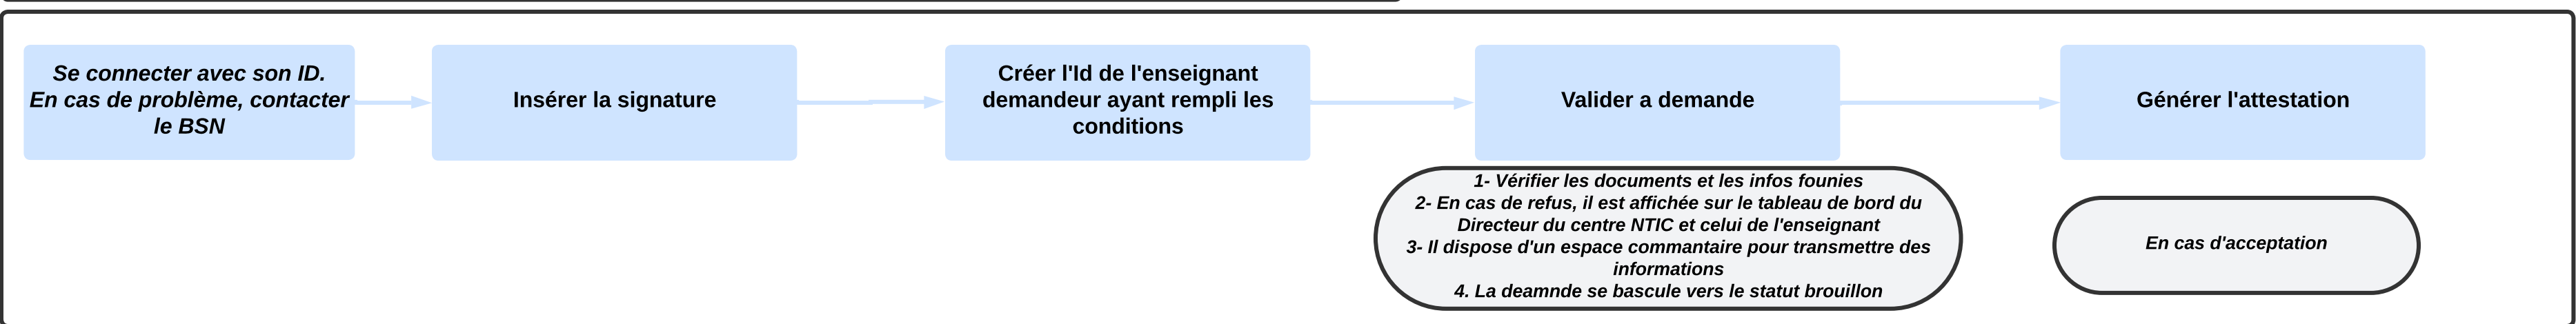 Se connecter avec son ID.
En cas de problème, contacter
le BSN
Insérer la signature
Créer l'Id de l'enseignant
demandeur ayant rempli les
conditions
Valider a demande
Générer l'attestation
1- Vérifier les documents et les infos founies
2- En cas de refus, il est affichée sur le tableau de bord du
Directeur du centre NTIC et celui de l'enseignant
3- Il dispose d'un espace commantaire pour transmettre des
informations
4. La deamnde se bascule vers le statut brouillon
En cas d'acceptation